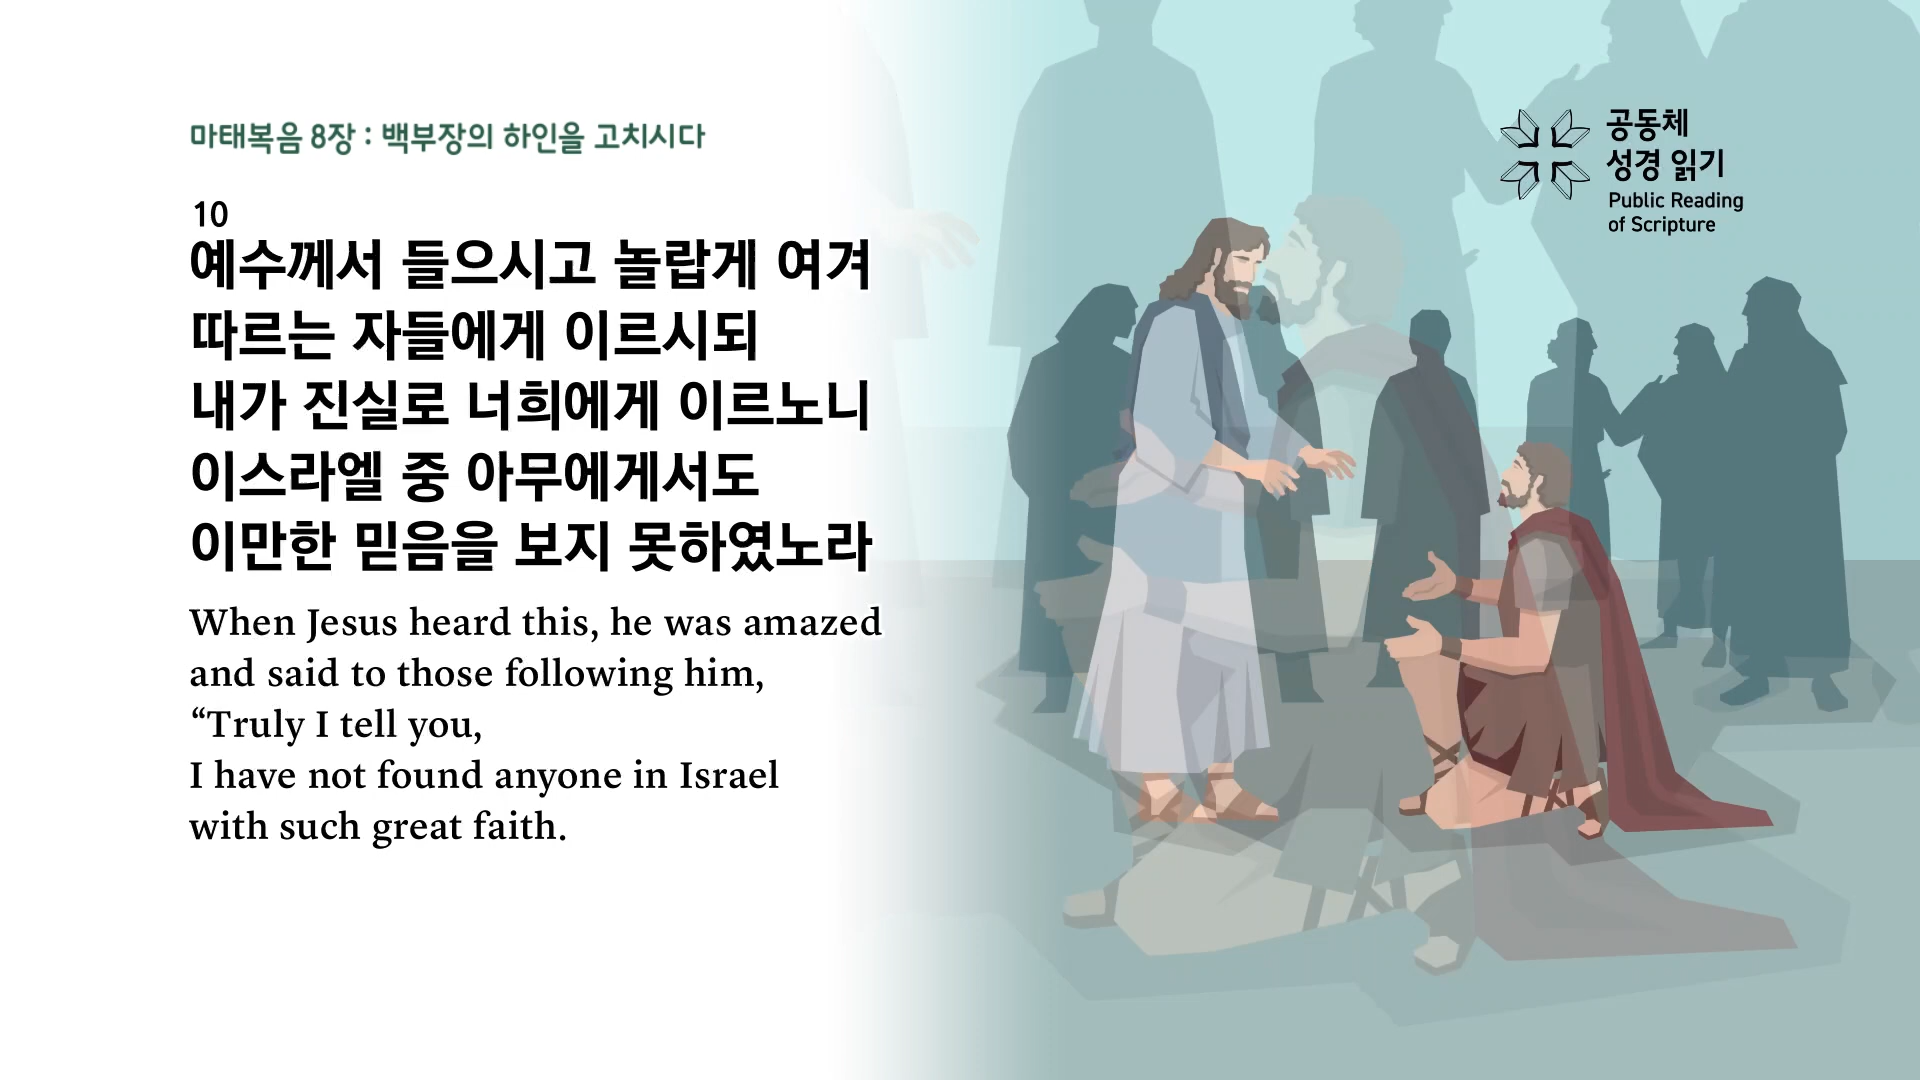 마태복음 8장 : 백부장의 하인을 고치시다
10
예수께서 들으시고 놀랍게 여겨
따르는 자들에게 이르시되
내가 진실로 너희에게 이르노니
이스라엘 중 아무에게서도
이만한 믿음을 보지 못하였노라
When Jesus heard this, he was amazed
and said to those following him,
“Truly I tell you,
I have not found anyone in Israel
with such great faith.
공동체
성경 읽기
Public Reading
of Scripture